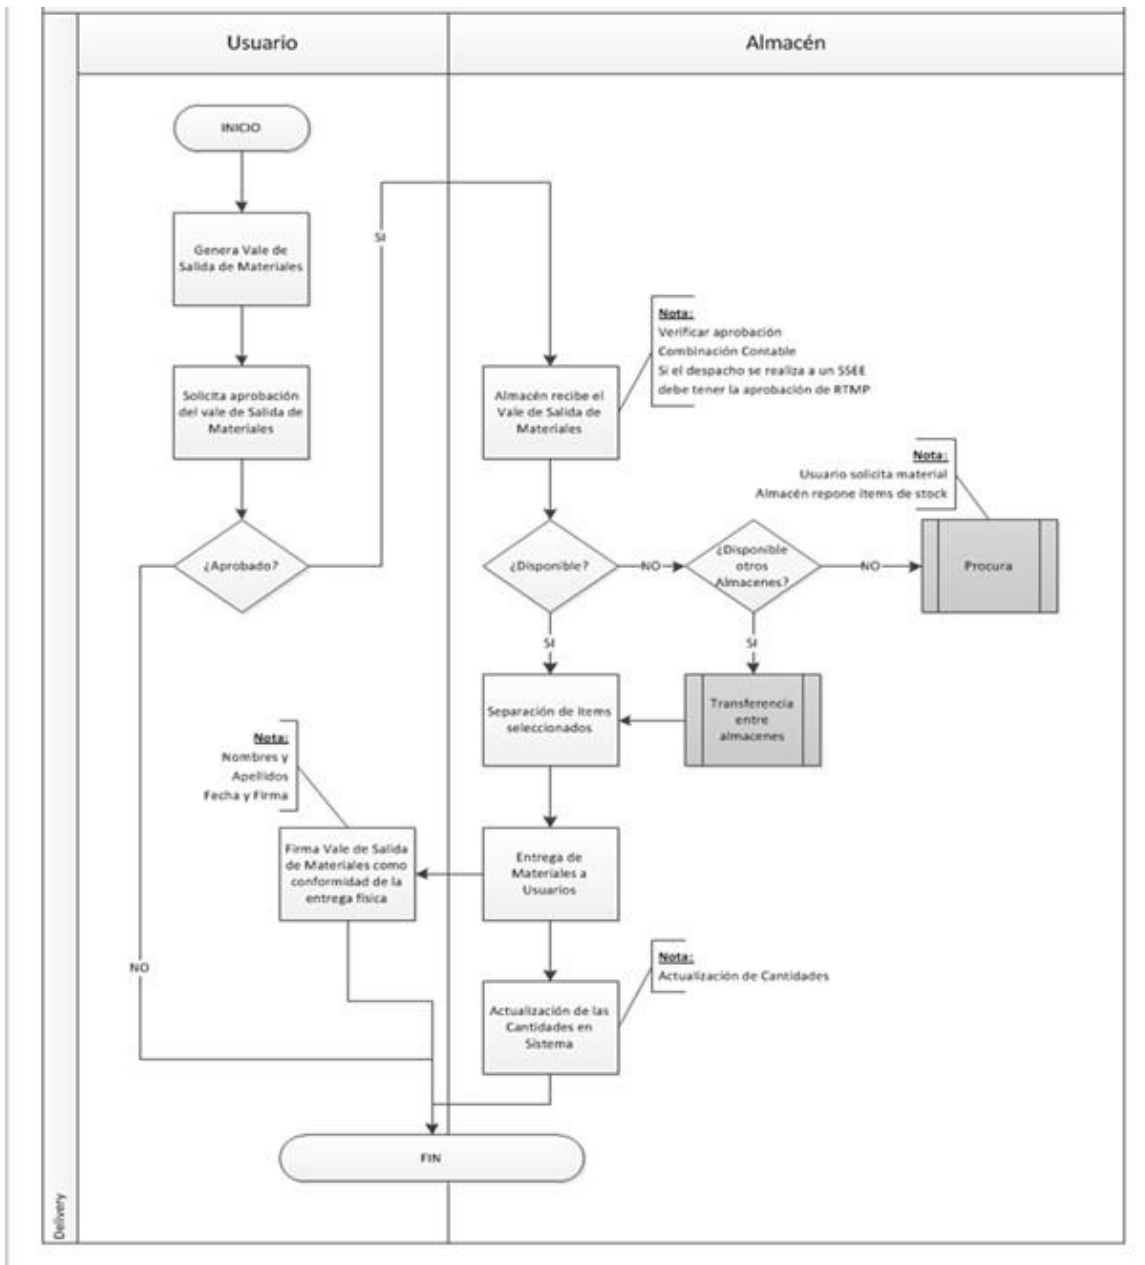 Usuario
Almacén
INICIO
Genera Vale de
Salida de Materiales
SI
Nota:
Verificar aprobación
Combinación Contable
Si el despacho se realiza a un SSEE
debe tener la aprobación de RTMP
Solicita aprobación
del vale de Salida de
Materiales
Almacén recibe el
Vale de Salida de
Materiales
Nota:
Usuario solicita material
Almacén repone items de stock
¿Aprobado?
¿Disponible?
NO
¿Disponible
otros
Almacenes?
NO
Procura
SI
SI
Separación de items
seleccionados
Transferencia
entre
almacenes
Nota:
Nombres y
Apellidos
Fecha y Firma
Firma Vale de Salida
de Materiales como
conformidad de la
entrega física
Entrega de
Materiales a
Usuarios
NO
Nota:
Actualización de Cantidades
Actualización de las
Cantidades en
Sistema
FIN
Delivery